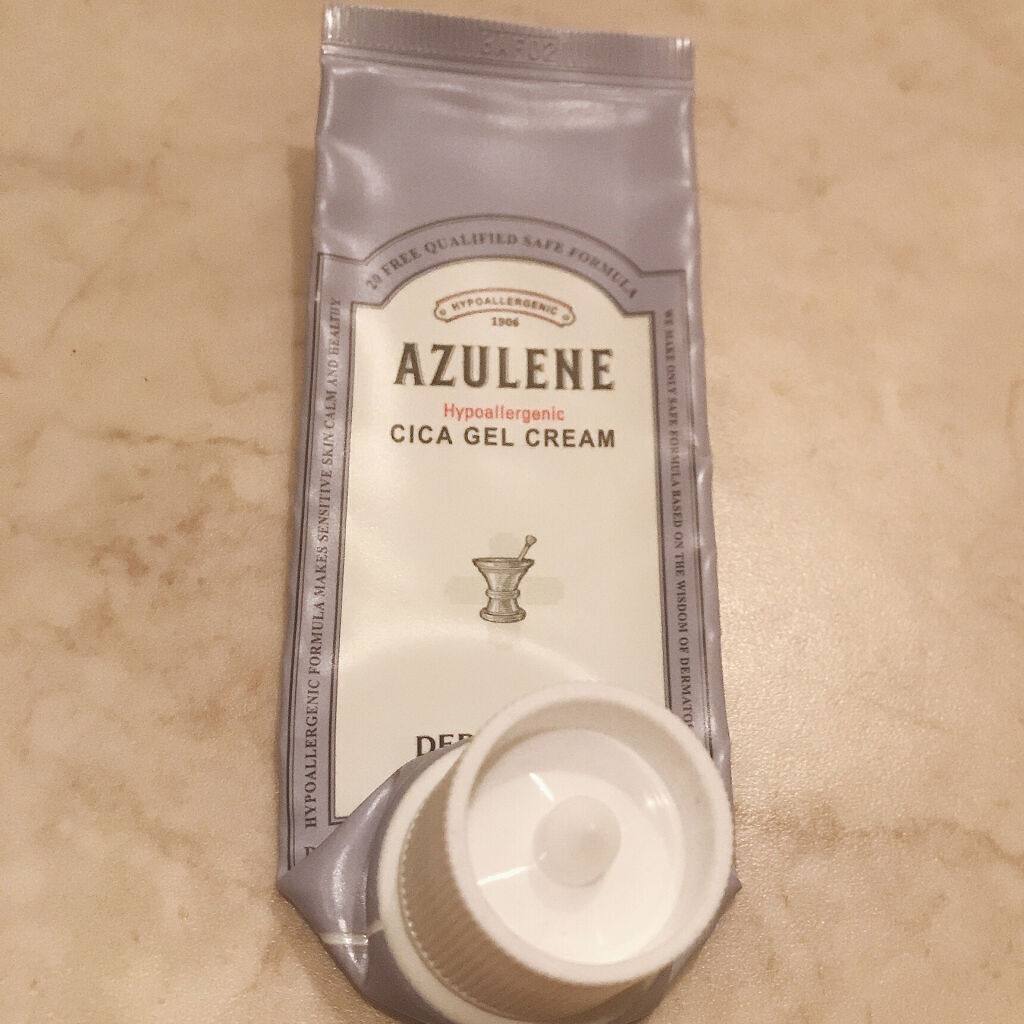 20 FREE QUALIFIED SAFE FORMULA
HYPOALLERGENIC
1906
AZULENE
Hypoallergenic
CICA GEL CREAM
HYPOALLERGENIC FORMULA MAKES SENSITIVE SKIN CALM AND HEALTHY
WE MAKE ONLY SAFE FORMULA BASED ON THE WISDOM OF